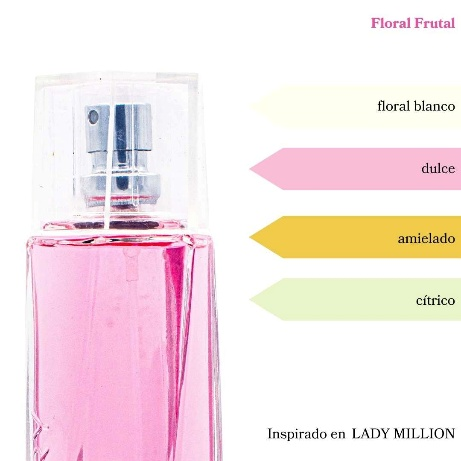 Floral Frutal
floral blanco
dulce
amielado
cítrico
Inspirado en LADY MILLION